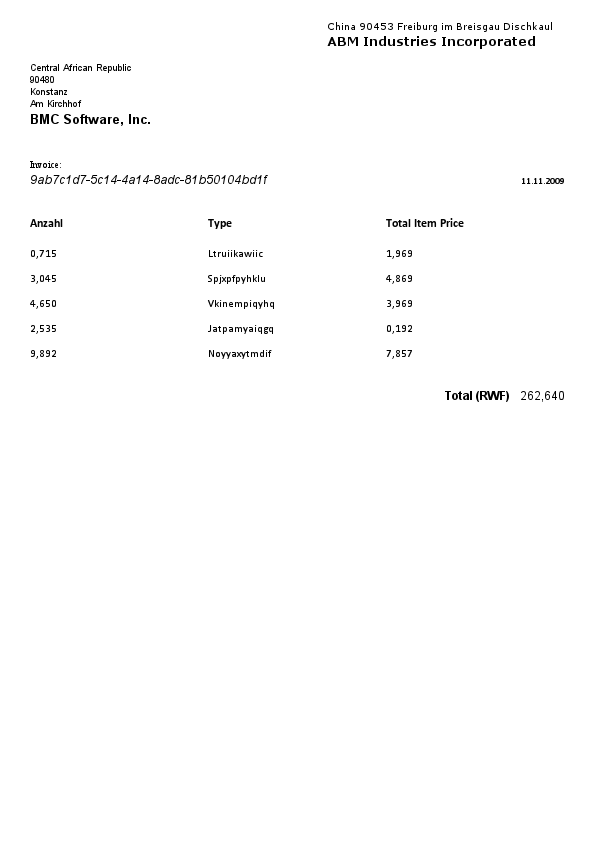 China 90453 Freiburg im Breisgau Dischkaul
ABM Industries Incorporated
Central African Republic
90480
Konstanz
Am Kirchhof
BMC Software, Inc.
Invoice:
9ab7c1d7-5c14-4a14-8adc-81b50104bd1f 11.11.2009
Anzahl Type Total Item Price
0,715 Ltruiikawiic 1,969
3,045 Spjxpfpyhklu 4,869
4,650 Vkinempiqyhq 3,969
2,535 Jatpamyaiqgq 0,192
9,892 Noyyaxytmdif 7,857
Total (RWF) 262,640